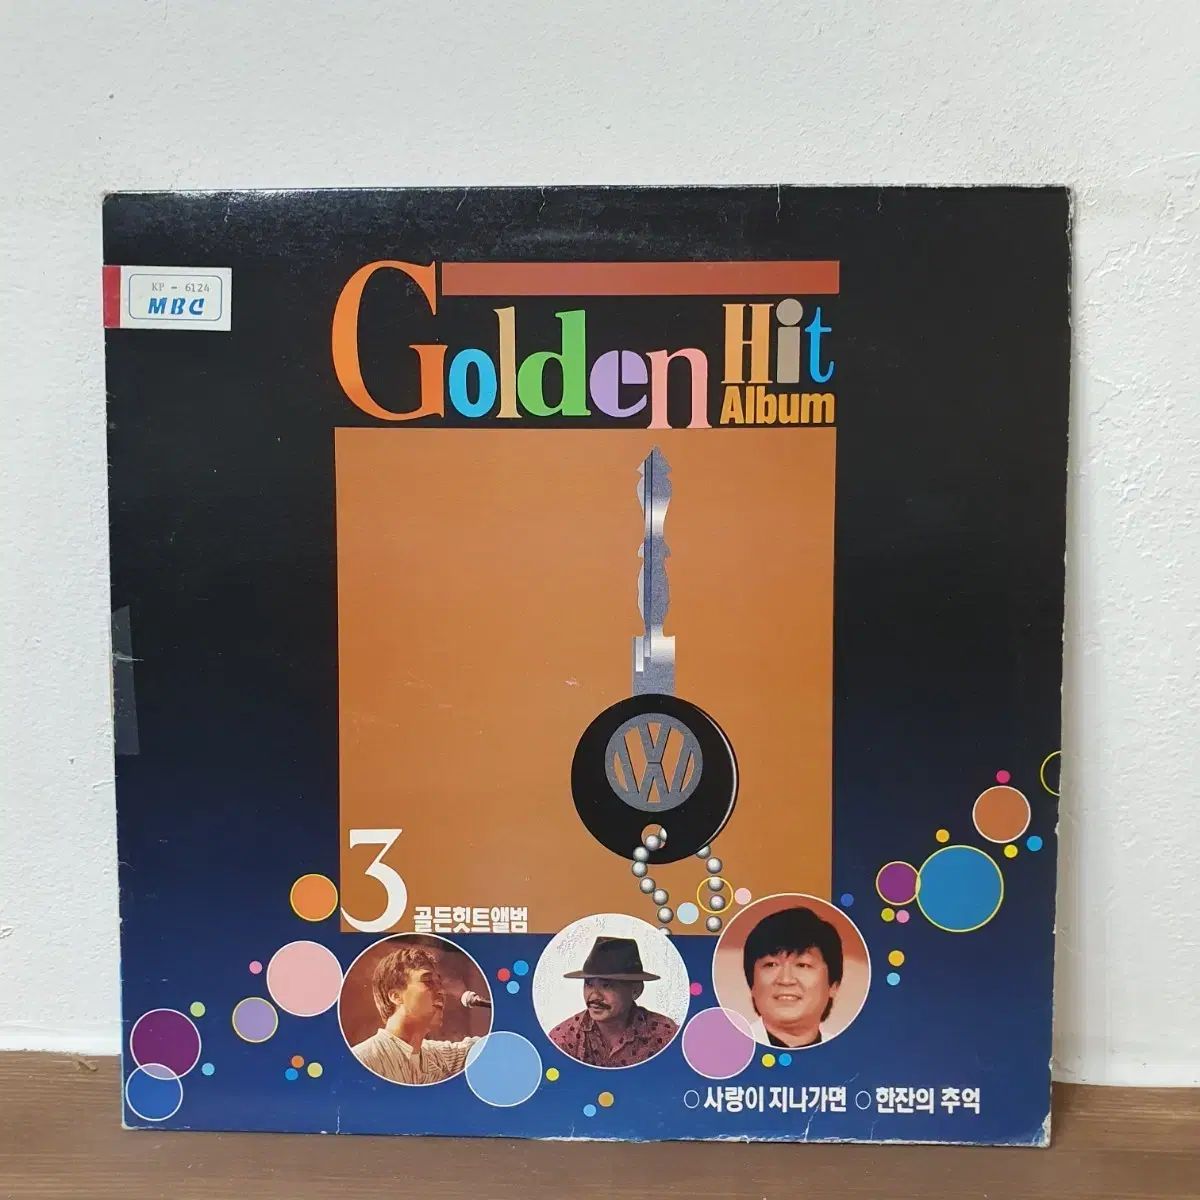 KP - 6124
MBC
Golden Hit
Album
3 골든힛트앨범
○ 사랑이 지나가면 ○ 한잔의 추억